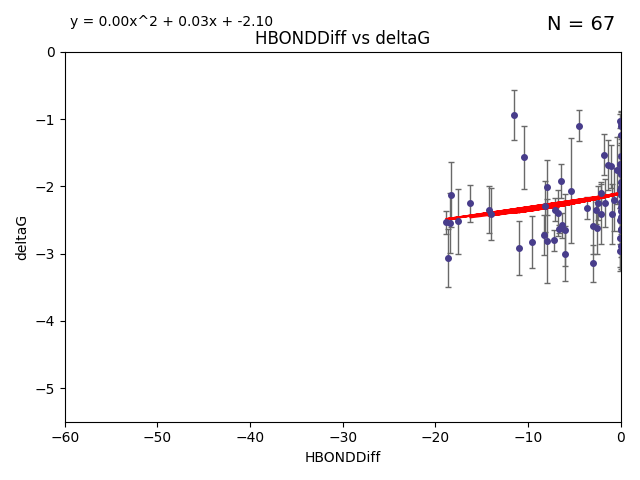 y = 0.00x^2 + 0.03x + -2.10
N = 67
HBONDDiff vs deltaG
0
−1
−2
−3
−4
−5
deltaG
−60 −50 −40 −30 −20 −10 0
HBONDDiff